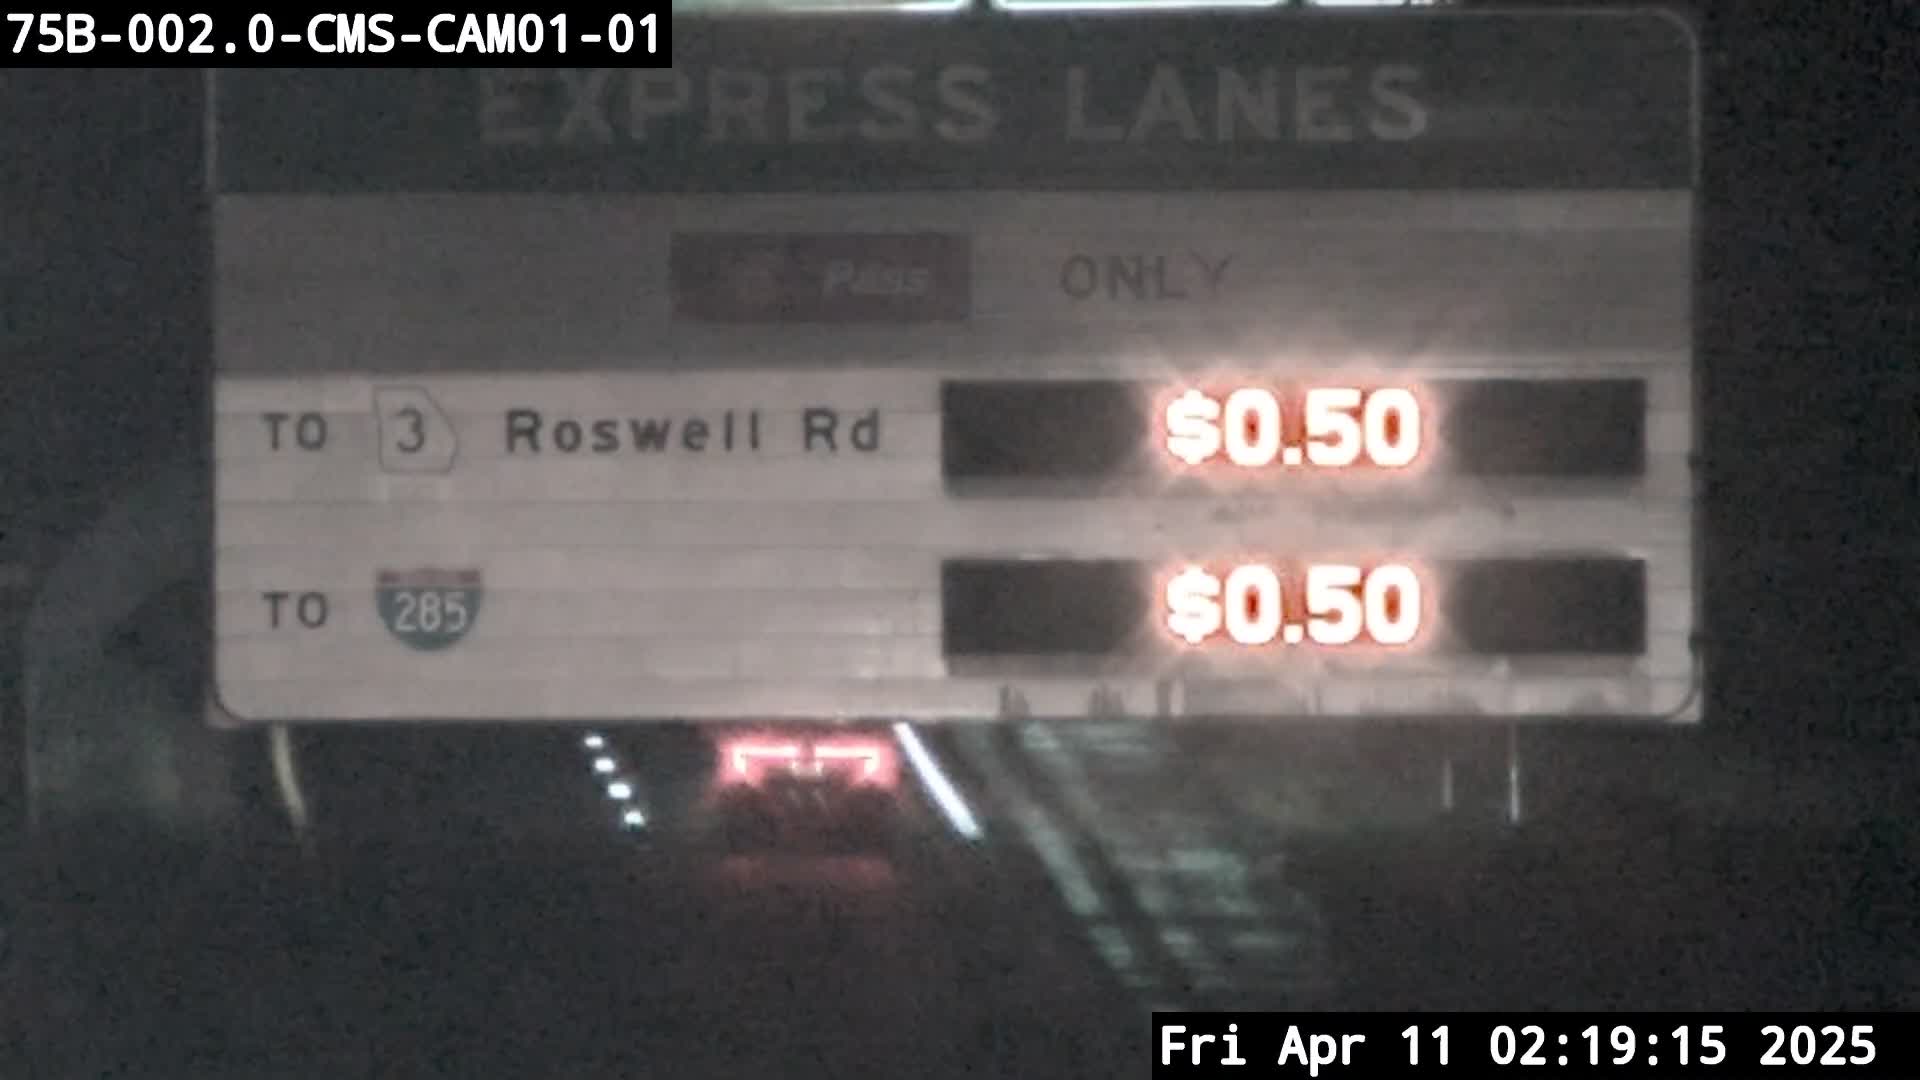 75B-002.0-CMS-CAM01-01
EXPRESS LANES
Pass ONLY
TO 3 Roswell Rd $0.50
TO 285 $0.50
Fri Apr 11 02:19:15 2025